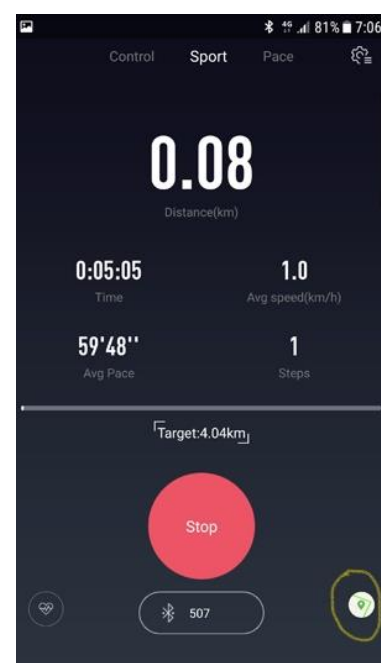 4G 81% 7:06
Control Sport Pace
0.08
Distance(km)
0:05:05 1.0
Time Avg speed(km/h)
59'48'' 1
Avg Pace Steps
Target:4.04km
Stop
507